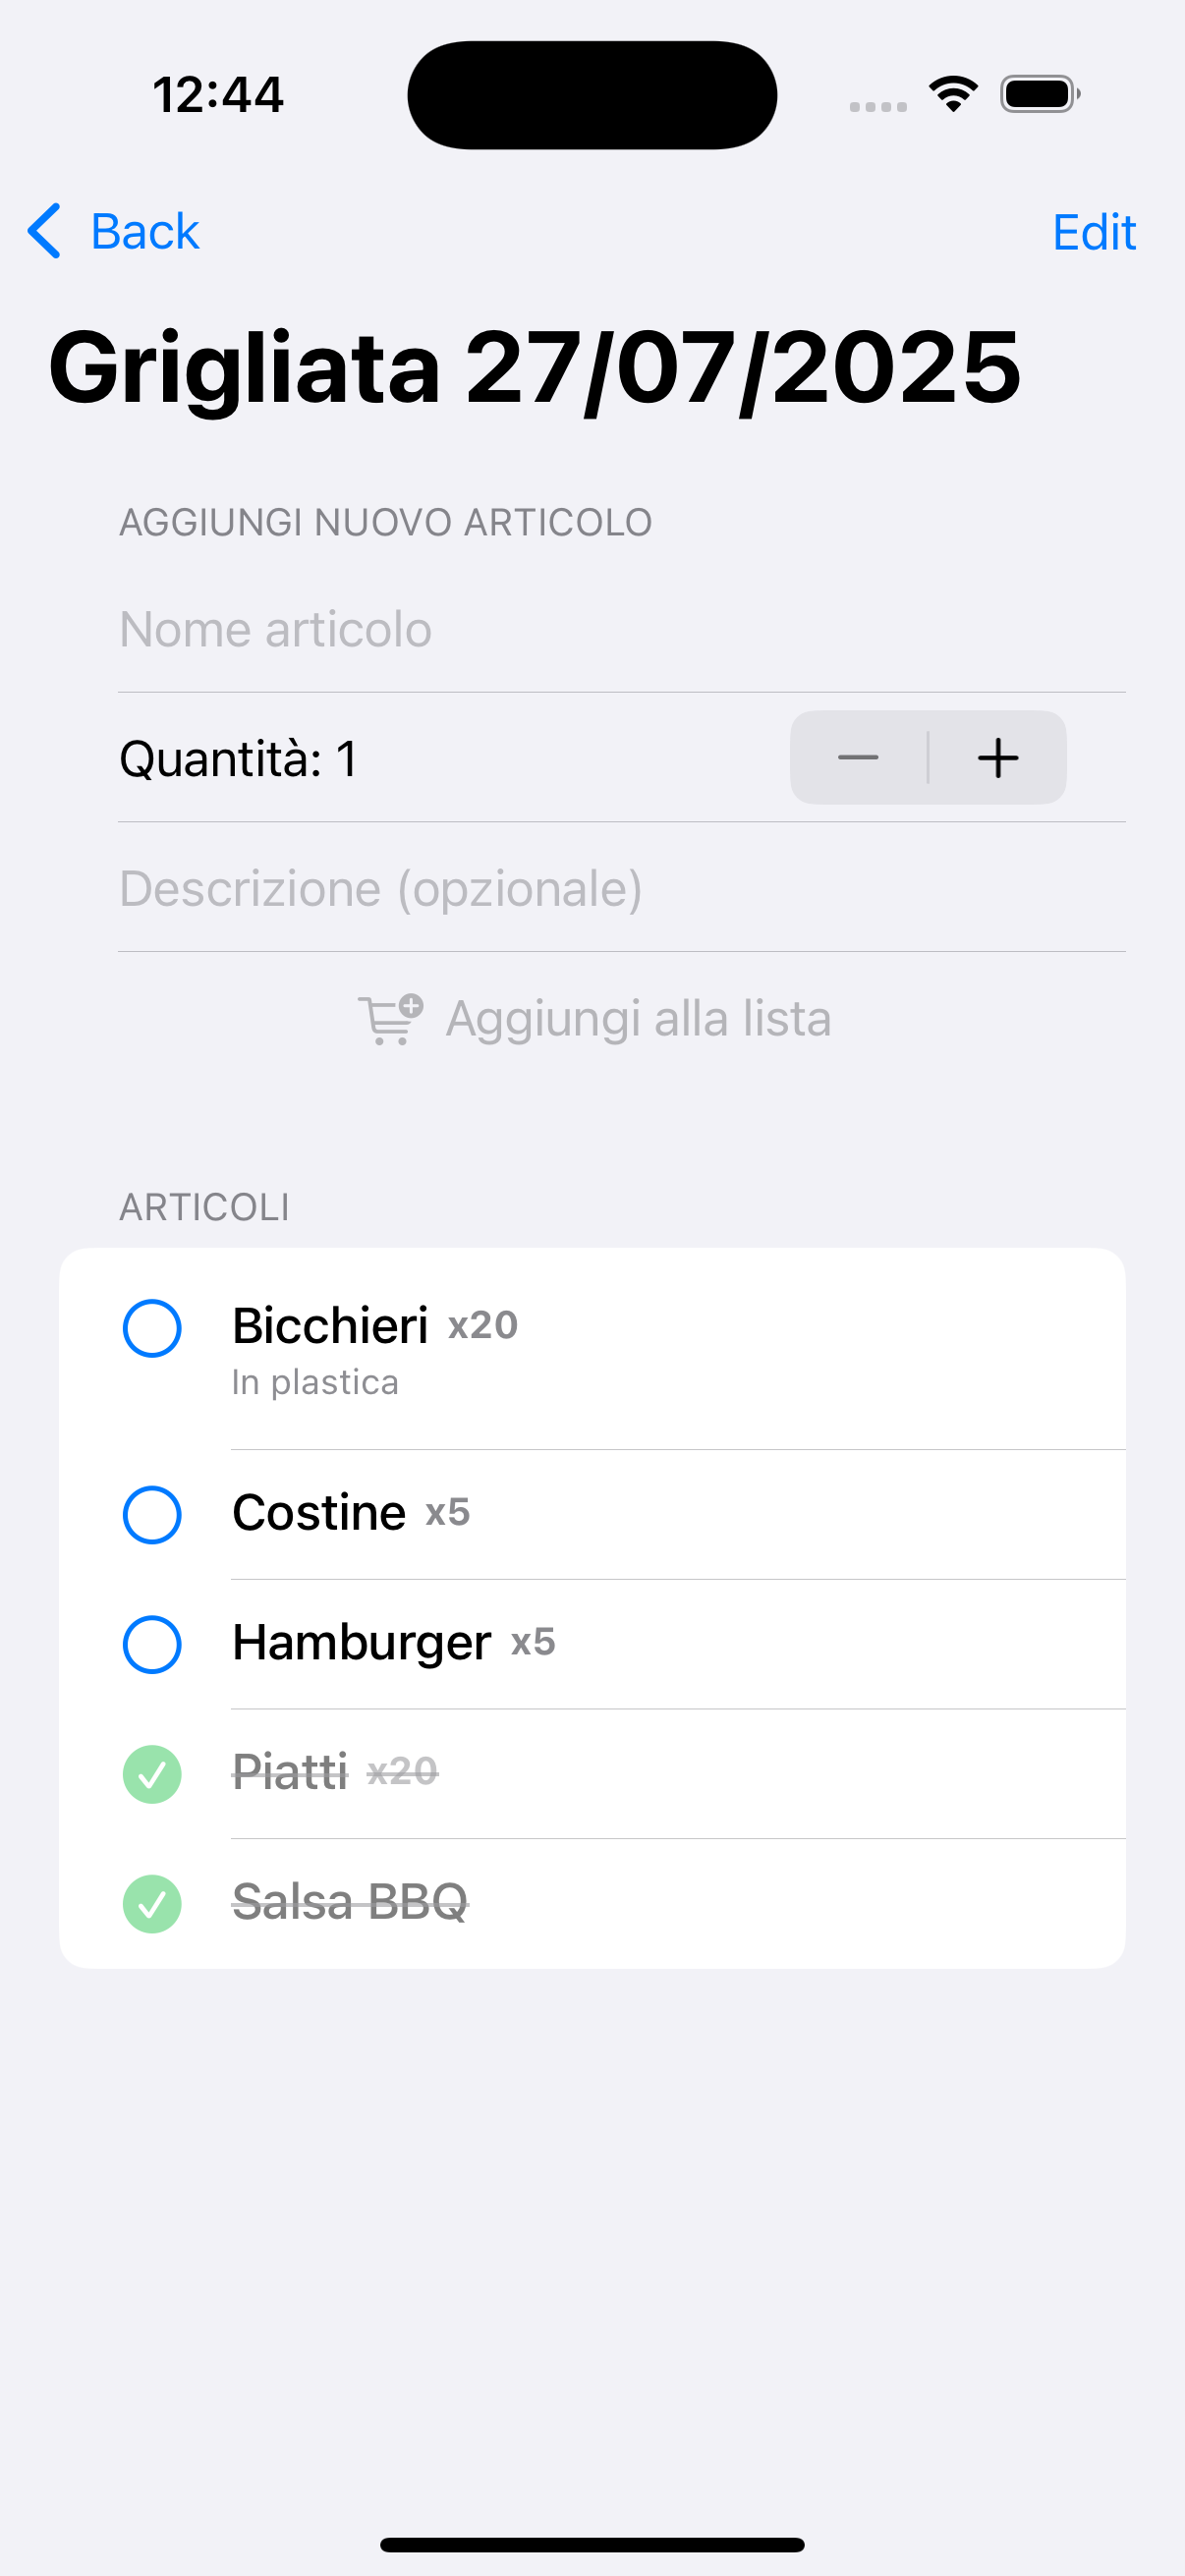 12:44
Back
Edit
Grigliata 27/07/2025
AGGIUNGI NUOVO ARTICOLO
Nome articolo
Quantità: 1
Descrizione (opzionale)
Aggiungi alla lista
ARTICOLI
Bicchieri x20
In plastica
Costine x5
Hamburger x5
Piatti x20
Salsa BBQ